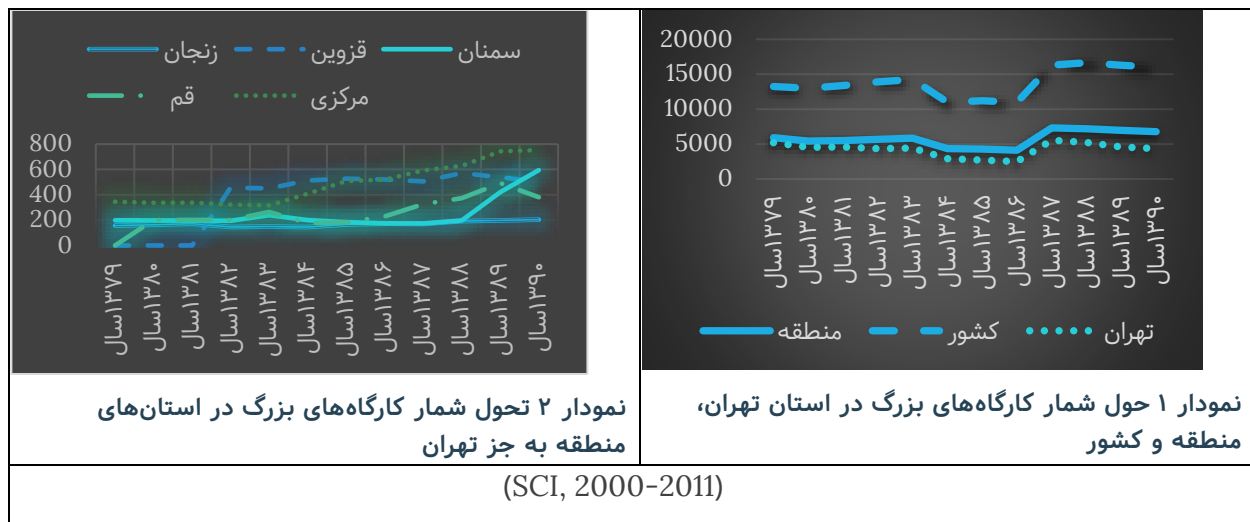 زنجان قزوین سمنان
قم مرکزی
800
600
400
200
0
سال۱۳۷۹
سال۱۳۸۰
سال۱۳۸۱
سال۱۳۸۲
سال۱۳۸۳
سال۱۳۸۴
سال۱۳۸۵
سال۱۳۸۶
سال۱۳۸۷
سال۱۳۸۸
سال۱۳۸۹
سال۱۳۹۰
نمودار ۲ تحول شمار کارگاه‌های بزرگ در استان‌های
منطقه به جز تهران
20000
15000
10000
5000
0
سال۱۳۷۹
سال۱۳۸۰
سال۱۳۸۱
سال۱۳۸۲
سال۱۳۸۳
سال۱۳۸۴
سال۱۳۸۵
سال۱۳۸۶
سال۱۳۸۷
سال۱۳۸۸
سال۱۳۸۹
سال۱۳۹۰
منطقه کشور تهران
نمودار ۱ حول شمار کارگاه‌های بزرگ در استان تهران،
منطقه و کشور
(SCI, 2000-2011)